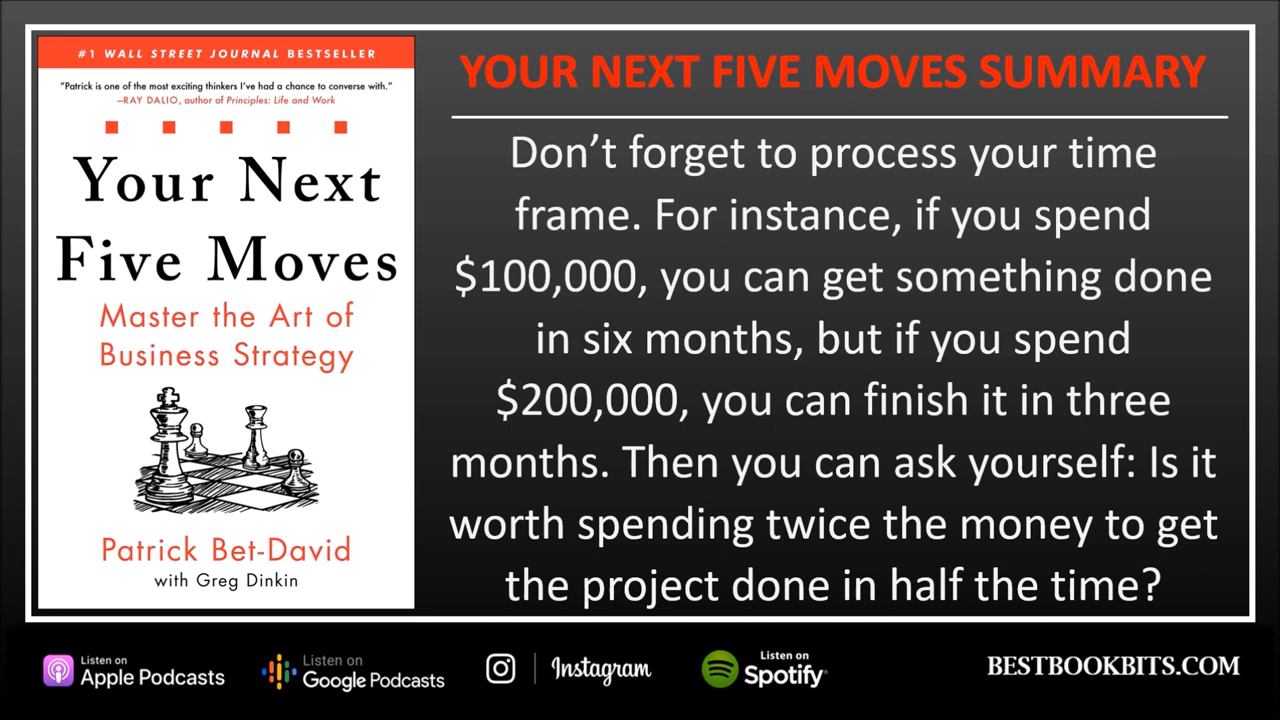 #1 WALL STREET JOURNAL BESTSELLER
"Patrick is one of the most exciting thinkers I've had a chance to converse with."
—RAY DALIO, author of Principles: Life and Work
Your Next
Five Moves
Master the Art of
Business Strategy
Patrick Bet-David
with Greg Dinkin
YOUR NEXT FIVE MOVES SUMMARY
Don't forget to process your time
frame. For instance, if you spend
$100,000, you can get something done
in six months, but if you spend
$200,000, you can finish it in three
months. Then you can ask yourself: Is it
worth spending twice the money to get
the project done in half the time?
Listen on
Apple Podcasts
Listen on
Google Podcasts
Instagram
Listen on
Spotify
BESTBOOKBITS.COM